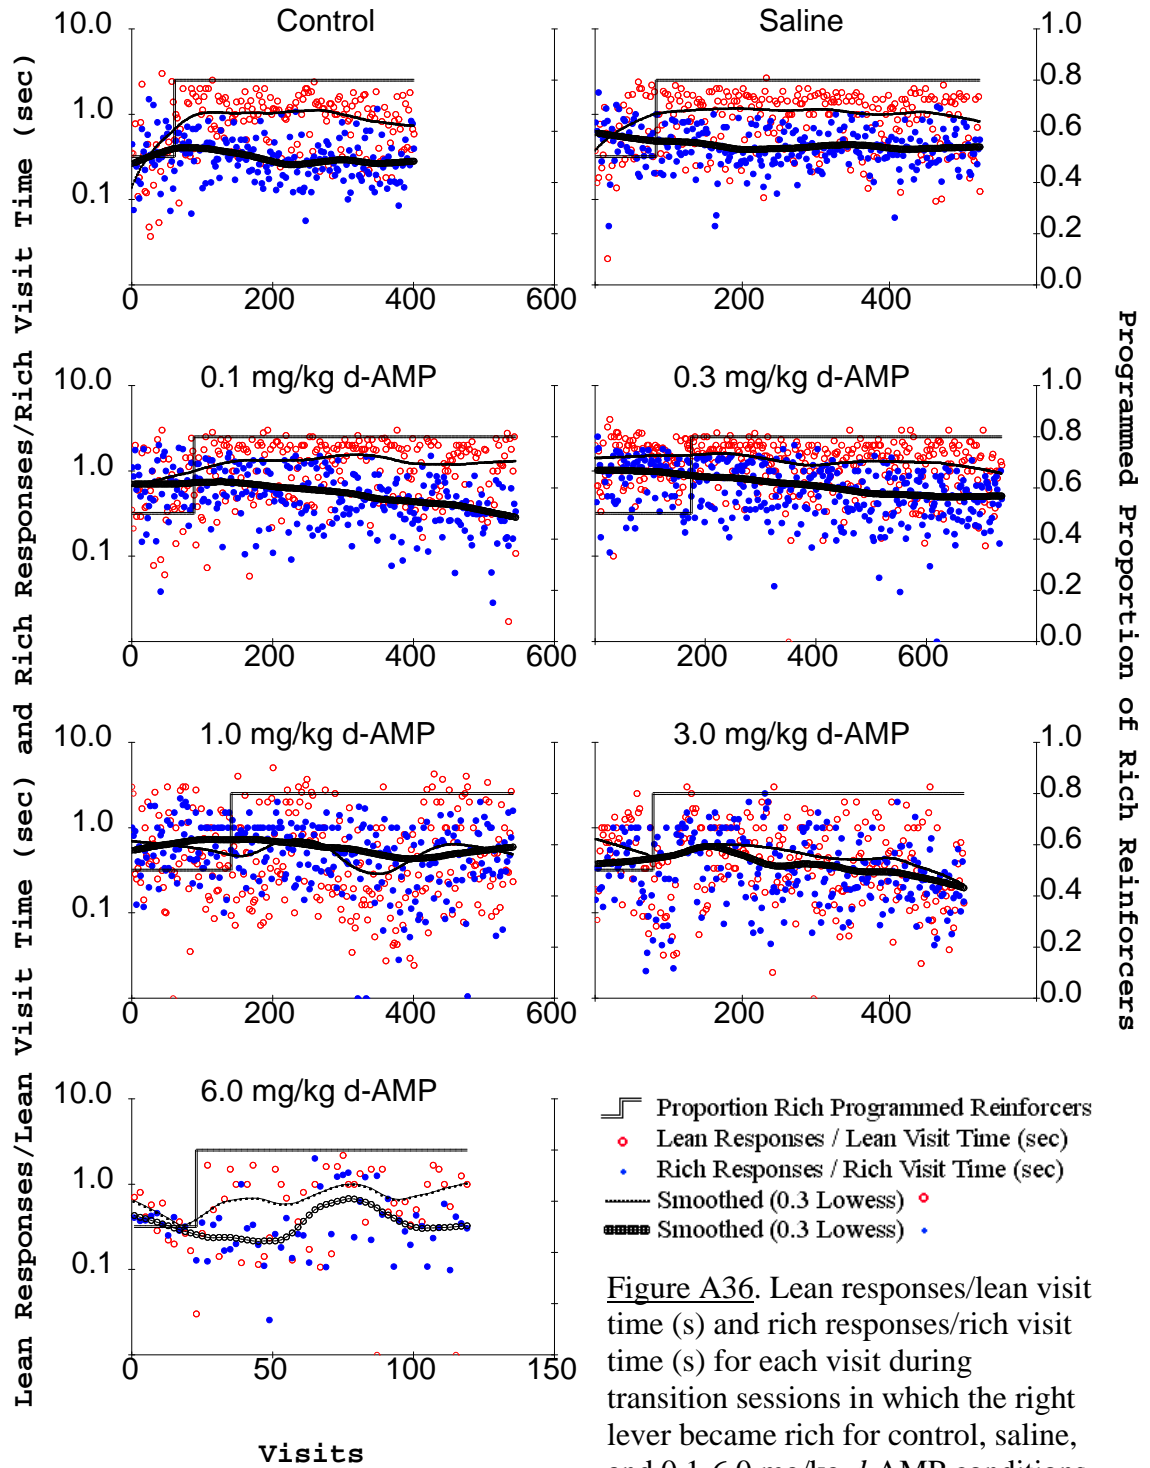 Control
Saline
10.0
1.0
0.1
0
200
400
600
200
400
1.0
0.8
0.6
0.4
0.2
0.0
0.1 mg/kg d-AMP
0.3 mg/kg d-AMP
10.0
1.0
0.1
0
200
400
600
200
400
600
1.0
0.8
0.6
0.4
0.2
0.0
1.0 mg/kg d-AMP
3.0 mg/kg d-AMP
10.0
1.0
0.1
0
200
400
600
200
400
1.0
0.8
0.6
0.4
0.2
0.0
6.0 mg/kg d-AMP
10.0
1.0
0.1
0
50
100
150
Lean Responses/Lean Visit Time (sec) and Rich Responses/Rich Visit Time (sec)
Programmed Proportion of Rich Reinforcers
Visits
Proportion Rich Programmed Reinforcers
Lean Responses / Lean Visit Time (sec)
Rich Responses / Rich Visit Time (sec)
Smoothed (0.3 Lowess)
Smoothed (0.3 Lowess)
Figure A36. Lean responses/lean visit
time (s) and rich responses/rich visit
time (s) for each visit during
transition sessions in which the right
lever became rich for control, saline,
and 0.1-6.0 mg/kg d-AMP conditions